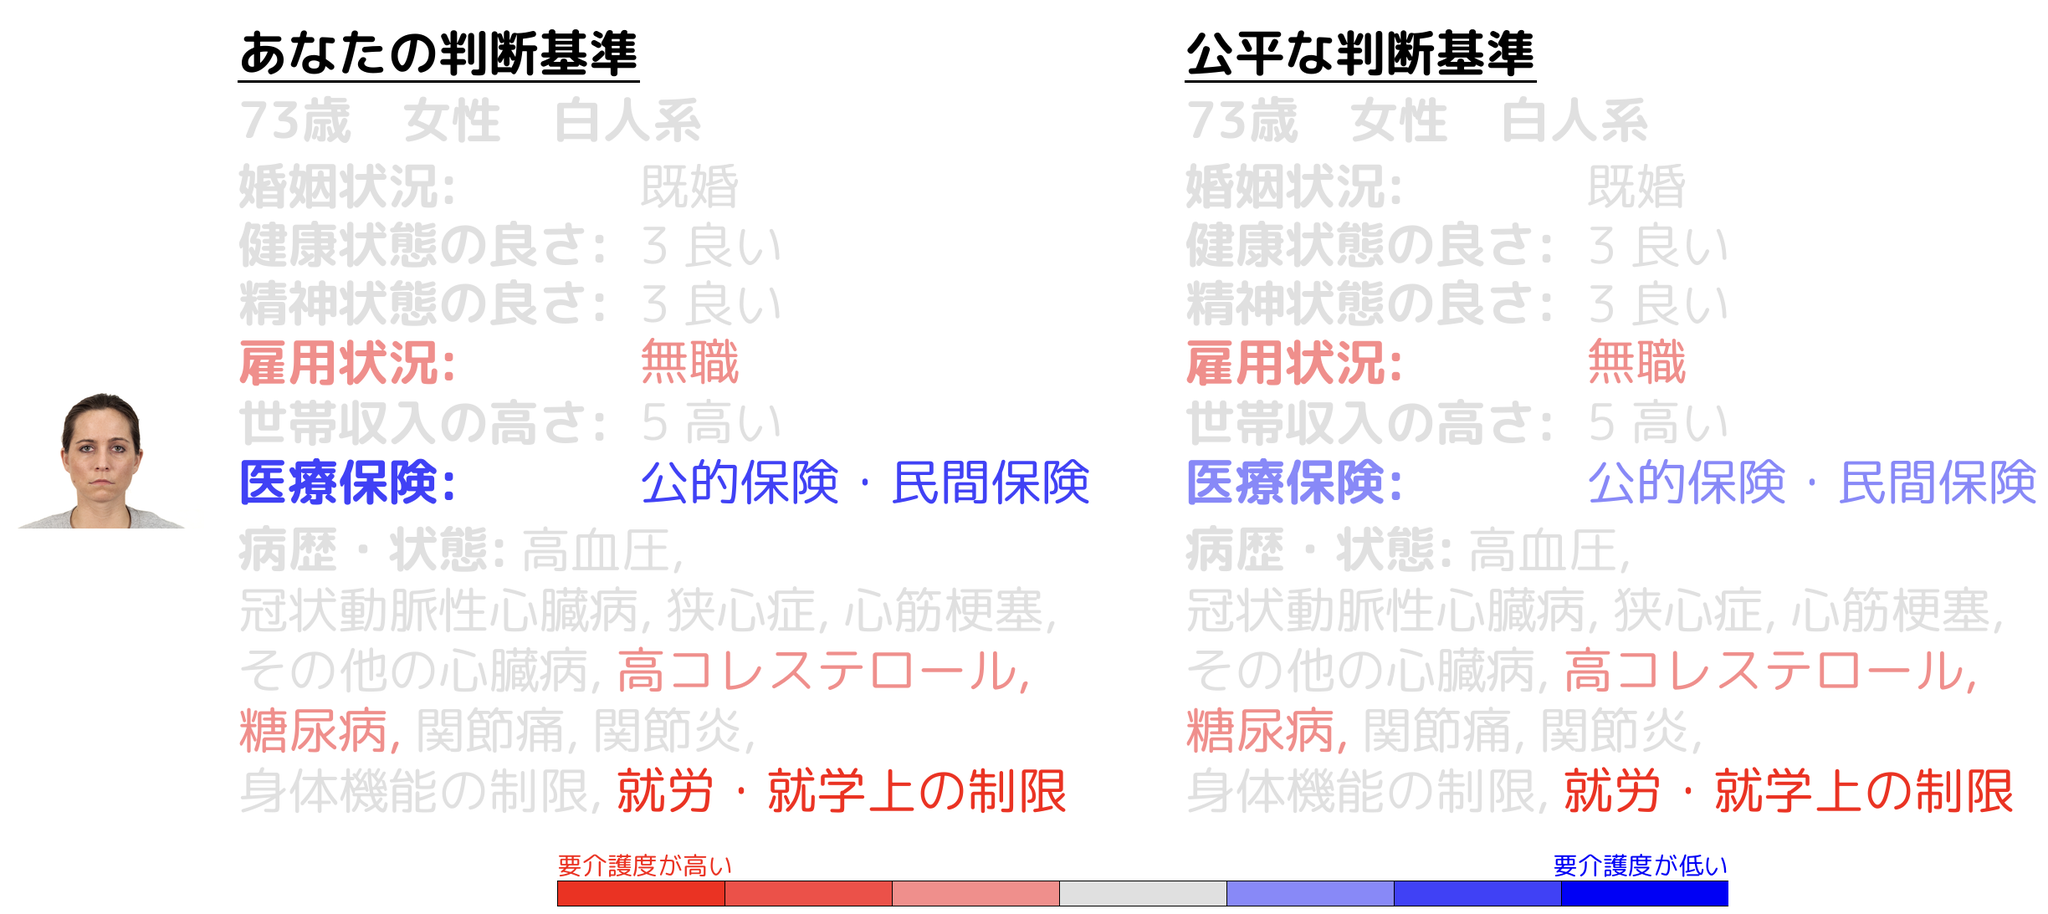 あなたの判断基準
73歳　女性　白人系
婚姻状況: 既婚
健康状態の良さ: 3 良い
精神状態の良さ: 3 良い
雇用状況: 無職
世帯収入の高さ: 5 高い
医療保険: 公的保険・民間保険
病歴・状態: 高血圧,
冠状動脈性心臓病, 狭心症, 心筋梗塞,
その他の心臓病, 高コレステロール,
糖尿病, 関節痛, 関節炎,
身体機能の制限, 就労・就学上の制限
公平な判断基準
73歳　女性　白人系
婚姻状況: 既婚
健康状態の良さ: 3 良い
精神状態の良さ: 3 良い
雇用状況: 無職
世帯収入の高さ: 5 高い
医療保険: 公的保険・民間保険
病歴・状態: 高血圧,
冠状動脈性心臓病, 狭心症, 心筋梗塞,
その他の心臓病, 高コレステロール,
糖尿病, 関節痛, 関節炎,
身体機能の制限, 就労・就学上の制限
要介護度が高い
要介護度が低い